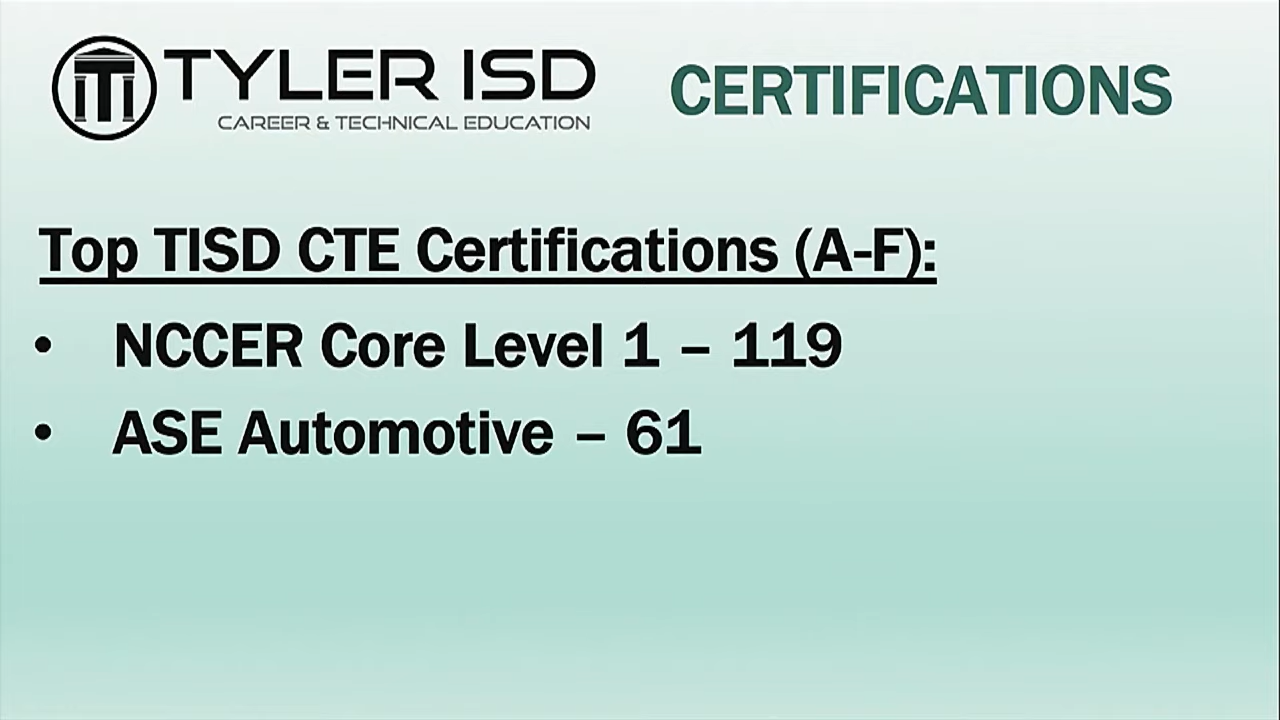 TYLER ISD
CAREER & TECHNICAL EDUCATION
CERTIFICATIONS
Top TISD CTE Certifications (A-F):
• NCCER Core Level 1 – 119
• ASE Automotive – 61